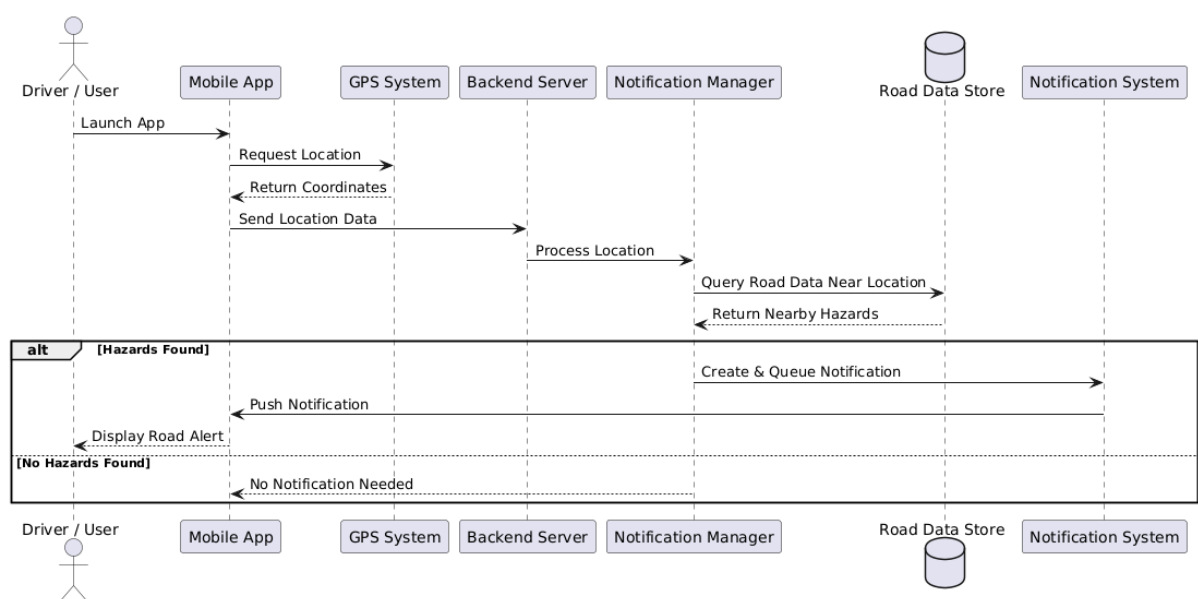 Driver / User
Mobile App
GPS System
Backend Server
Notification Manager
Road Data Store
Notification System
Launch App
Request Location
Return Coordinates
Send Location Data
Process Location
Query Road Data Near Location
Return Nearby Hazards
alt [Hazards Found]
Create & Queue Notification
Push Notification
Display Road Alert
[No Hazards Found]
No Notification Needed
Driver / User
Mobile App
GPS System
Backend Server
Notification Manager
Road Data Store
Notification System